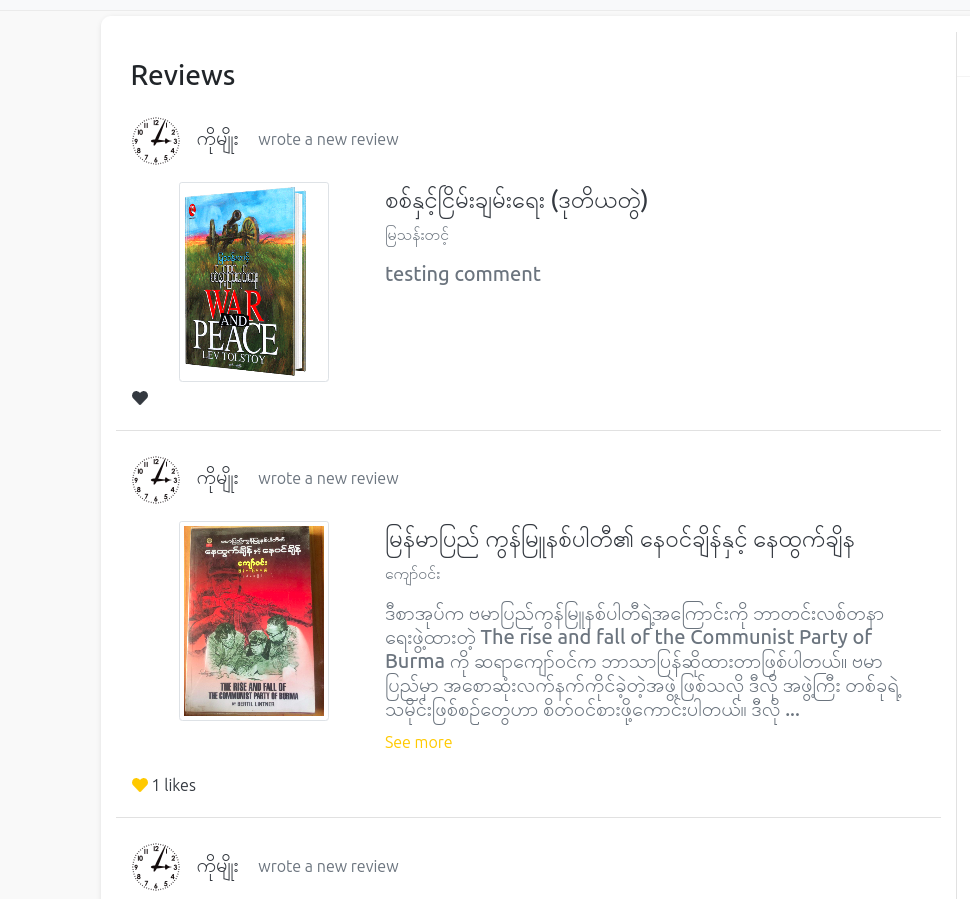 Reviews
ကိုမျိုး wrote a new review
WAR
AND
PEACE
LEV TOLSTOY
စစ်နှင့်ငြိမ်းချမ်းရေး (ဒုတိယတွဲ)
မြသန်းတင့်
testing comment
ကိုမျိုး wrote a new review
နေထွက်ချိန် နှင့် နေဝင်ချိန်
ကျော်ဝင်း
THE RISE AND FALL OF
THE COMMUNIST PARTY OF BURMA
BY BERTIL LINTNER
မြန်မာပြည် ကွန်မြူနစ်ပါတီ၏ နေဝင်ချိန်နှင့် နေထွက်ချိန
ကျော်ဝင်း
ဒီစာအုပ်က ဗမာပြည်ကွန်မြူနစ်ပါတီရဲ့အကြောင်းကို ဘာတင်းလစ်တနာ
ရေးဖွဲ့ထားတဲ့ The rise and fall of the Communist Party of
Burma ကို ဆရာကျော်ဝင်က ဘာသာပြန်ဆိုထားတာဖြစ်ပါတယ်။ ဗမာ
ပြည်မှာ အစောဆုံးလက်နက်ကိုင်ခဲ့တဲ့အဖွဲ့ ဖြစ်သလို ဒီလို အဖွဲ့ကြီး တစ်ခုရဲ့
သမိုင်းဖြစ်စဉ်တွေဟာ စိတ်ဝင်စားဖို့ကောင်းပါတယ်။ ဒီလို ...
See more
1 likes
ကိုမျိုး wrote a new review